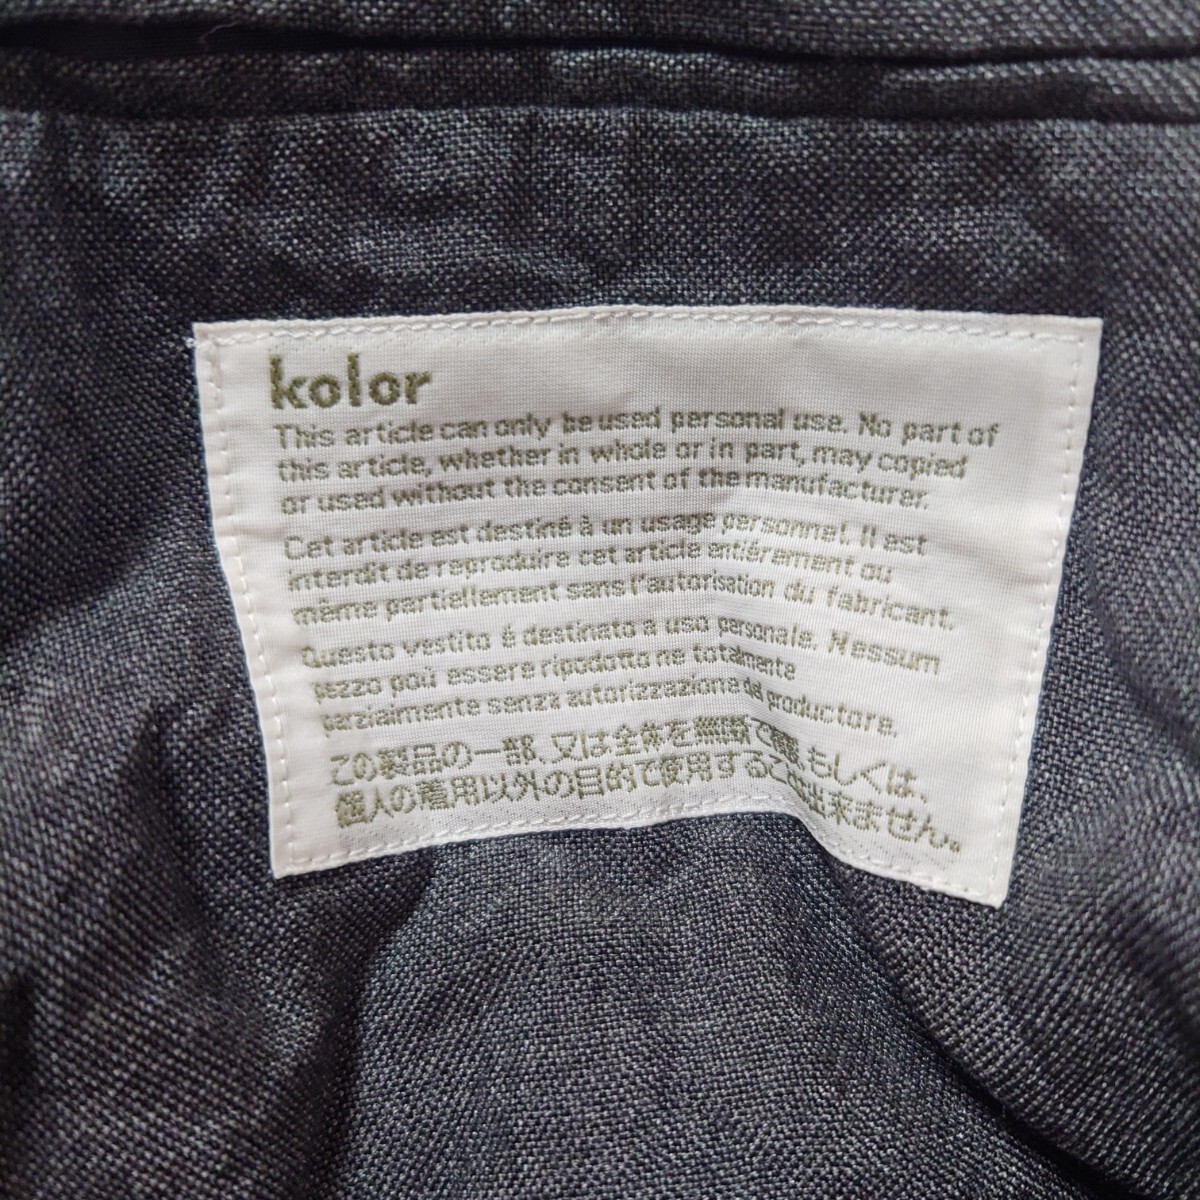 kolor
This article can only be used personal use. No part of
this article, whether in whole or in part, may copied
or used without the consent of the manufacturer.
Cet article est destiné à un usage personnel. Il est
interdit de reproduire cet article entiérement ou
même partiellement sans l'autorisation du fabricant.
Questo vestito é destinato a uso personale. Nessum
pezzo poú essere ripodotto ne totalmente
parzialmente senza autorizzazione del productore.
この製品の一部、又は全体を無断で複製、もしくは、
個人の着用以外の目的で使用することは出来ません。